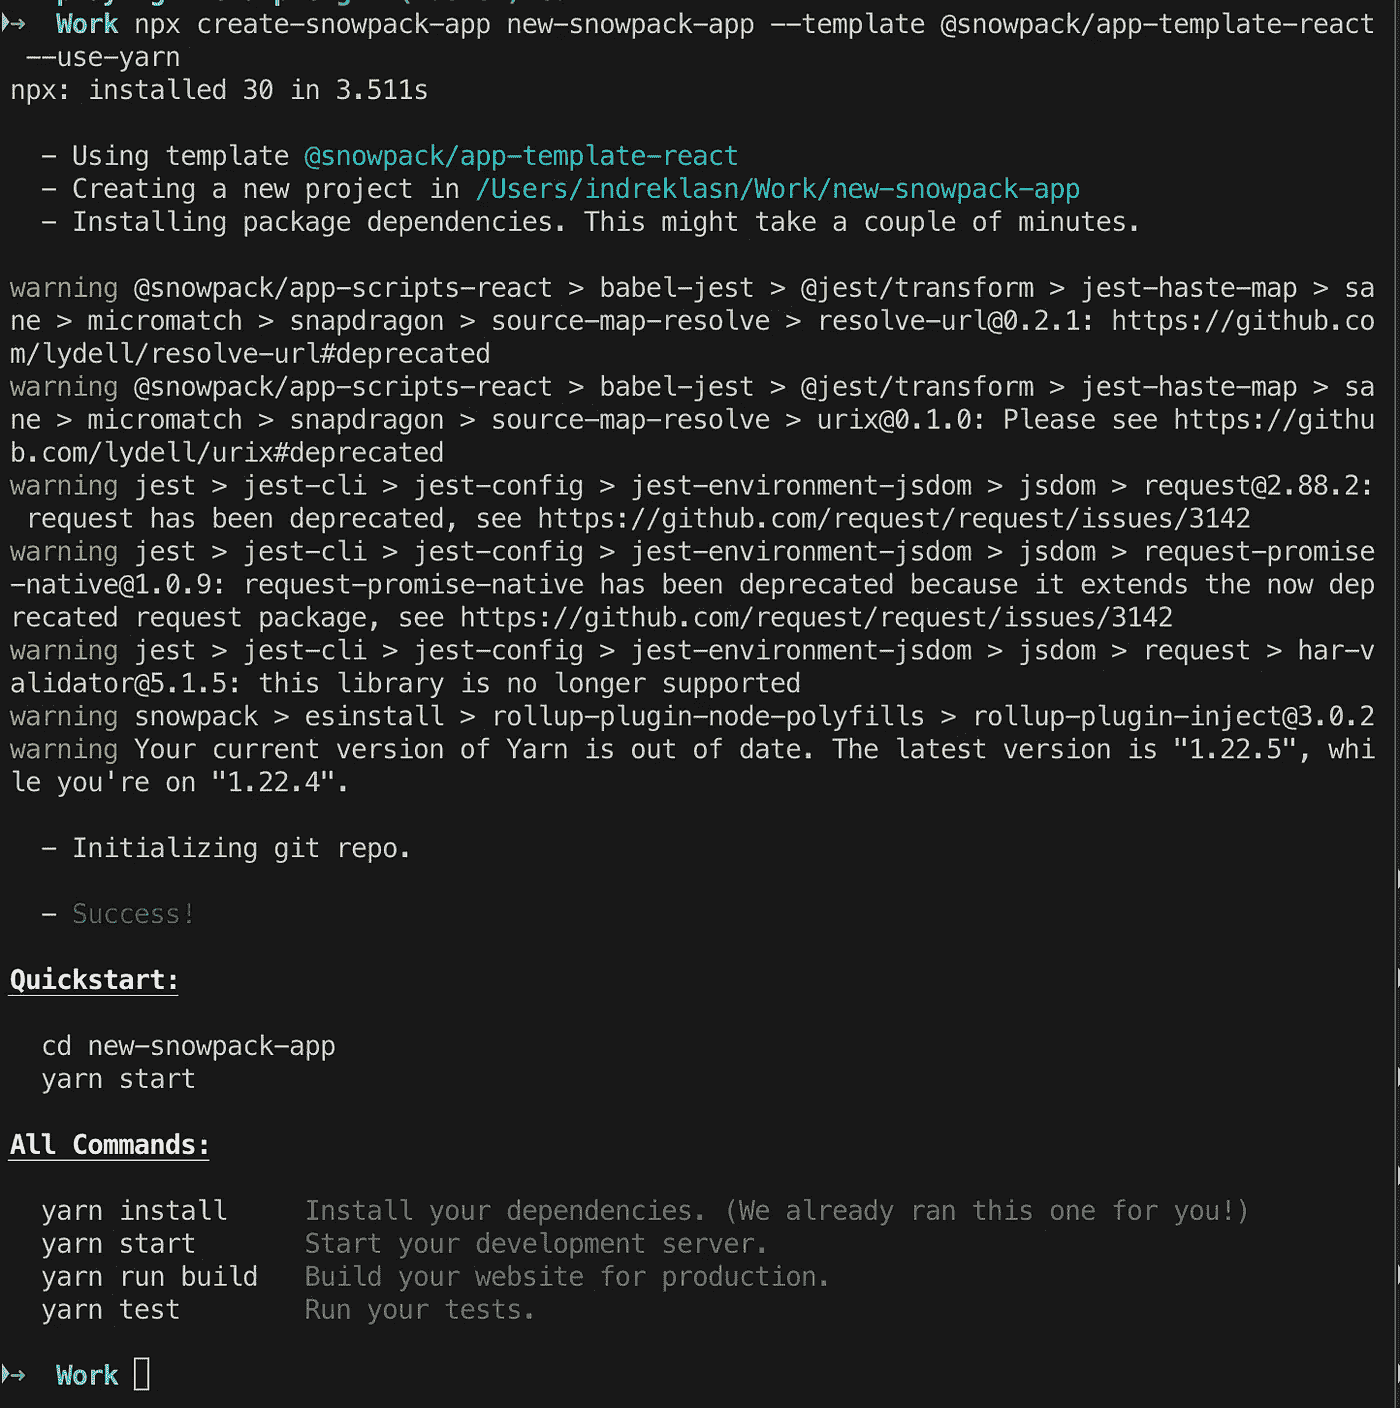 Work npx create-snowpack-app new-snowpack-app --template @snowpack/app-template-react
--use-yarn
npx: installed 30 in 3.511s
– Using template @snowpack/app-template-react
– Creating a new project in /Users/indreklasn/Work/new-snowpack-app
– Installing package dependencies. This might take a couple of minutes.
warning @snowpack/app-scripts-react > babel-jest > @jest/transform > jest-haste-map > sa
ne > micromatch > snapdragon > source-map-resolve > resolve-url@0.2.1: https://github.co
m/lydell/resolve-url#deprecated
warning @snowpack/app-scripts-react > babel-jest > @jest/transform > jest-haste-map > sa
ne > micromatch > snapdragon > source-map-resolve > urix@0.1.0: Please see https://githu
b.com/lydell/urix#deprecated
warning jest > jest-cli > jest-config > jest-environment-jsdom > jsdom > request@2.88.2:
request has been deprecated, see https://github.com/request/request/issues/3142
warning jest > jest-cli > jest-config > jest-environment-jsdom > jsdom > request-promise
-native@1.0.9: request-promise-native has been deprecated because it extends the now dep
recated request package, see https://github.com/request/request/issues/3142
warning jest > jest-cli > jest-config > jest-environment-jsdom > jsdom > request > har-v
alidator@5.1.5: this library is no longer supported
warning snowpack > esinstall > rollup-plugin-node-polyfills > rollup-plugin-inject@3.0.2
warning Your current version of Yarn is out of date. The latest version is "1.22.5", whi
le you're on "1.22.4".
– Initializing git repo.
– Success!
Quickstart:
cd new-snowpack-app
yarn start
All Commands:
yarn install Install your dependencies. (We already ran this one for you!)
yarn start Start your development server.
yarn run build Build your website for production.
yarn test Run your tests.
Work